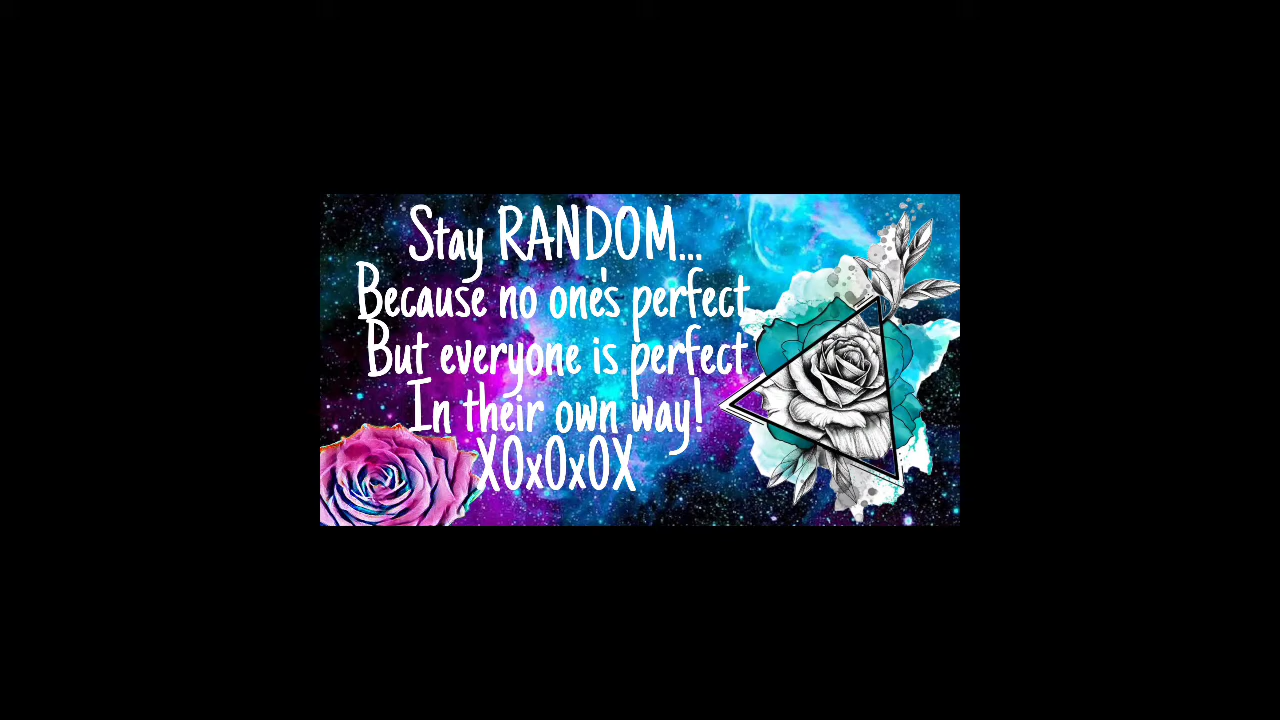 Stay RANDOM...
Because no one's perfect
But everyone is perfect
In their own way!
XOxOxOX